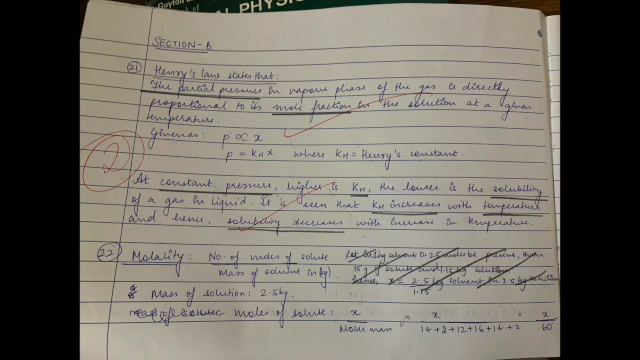 Guyton
L PHYSI
SECTION-B
21) Henry's law states that:
The partial pressure in vapour phase of the gas is directly
proportional to its mole fraction in the solution at a given
temperature.
Given as: p ∝ x
p = KH x where KH = Henry's constant.
2
At constant pressure, higher is KH, the lower is the solubility
of a gas in liquid. It is seen that KH increases with temperature
and hence, solubility decreases with increase in temperature.
22) Molality: No. of moles of solute
Mass of solvent (in kg)
Mass of solution: 2.5kg.
Moles of solute: x / Molar mass = x / 14+2+12+16+14+2 = x / 60